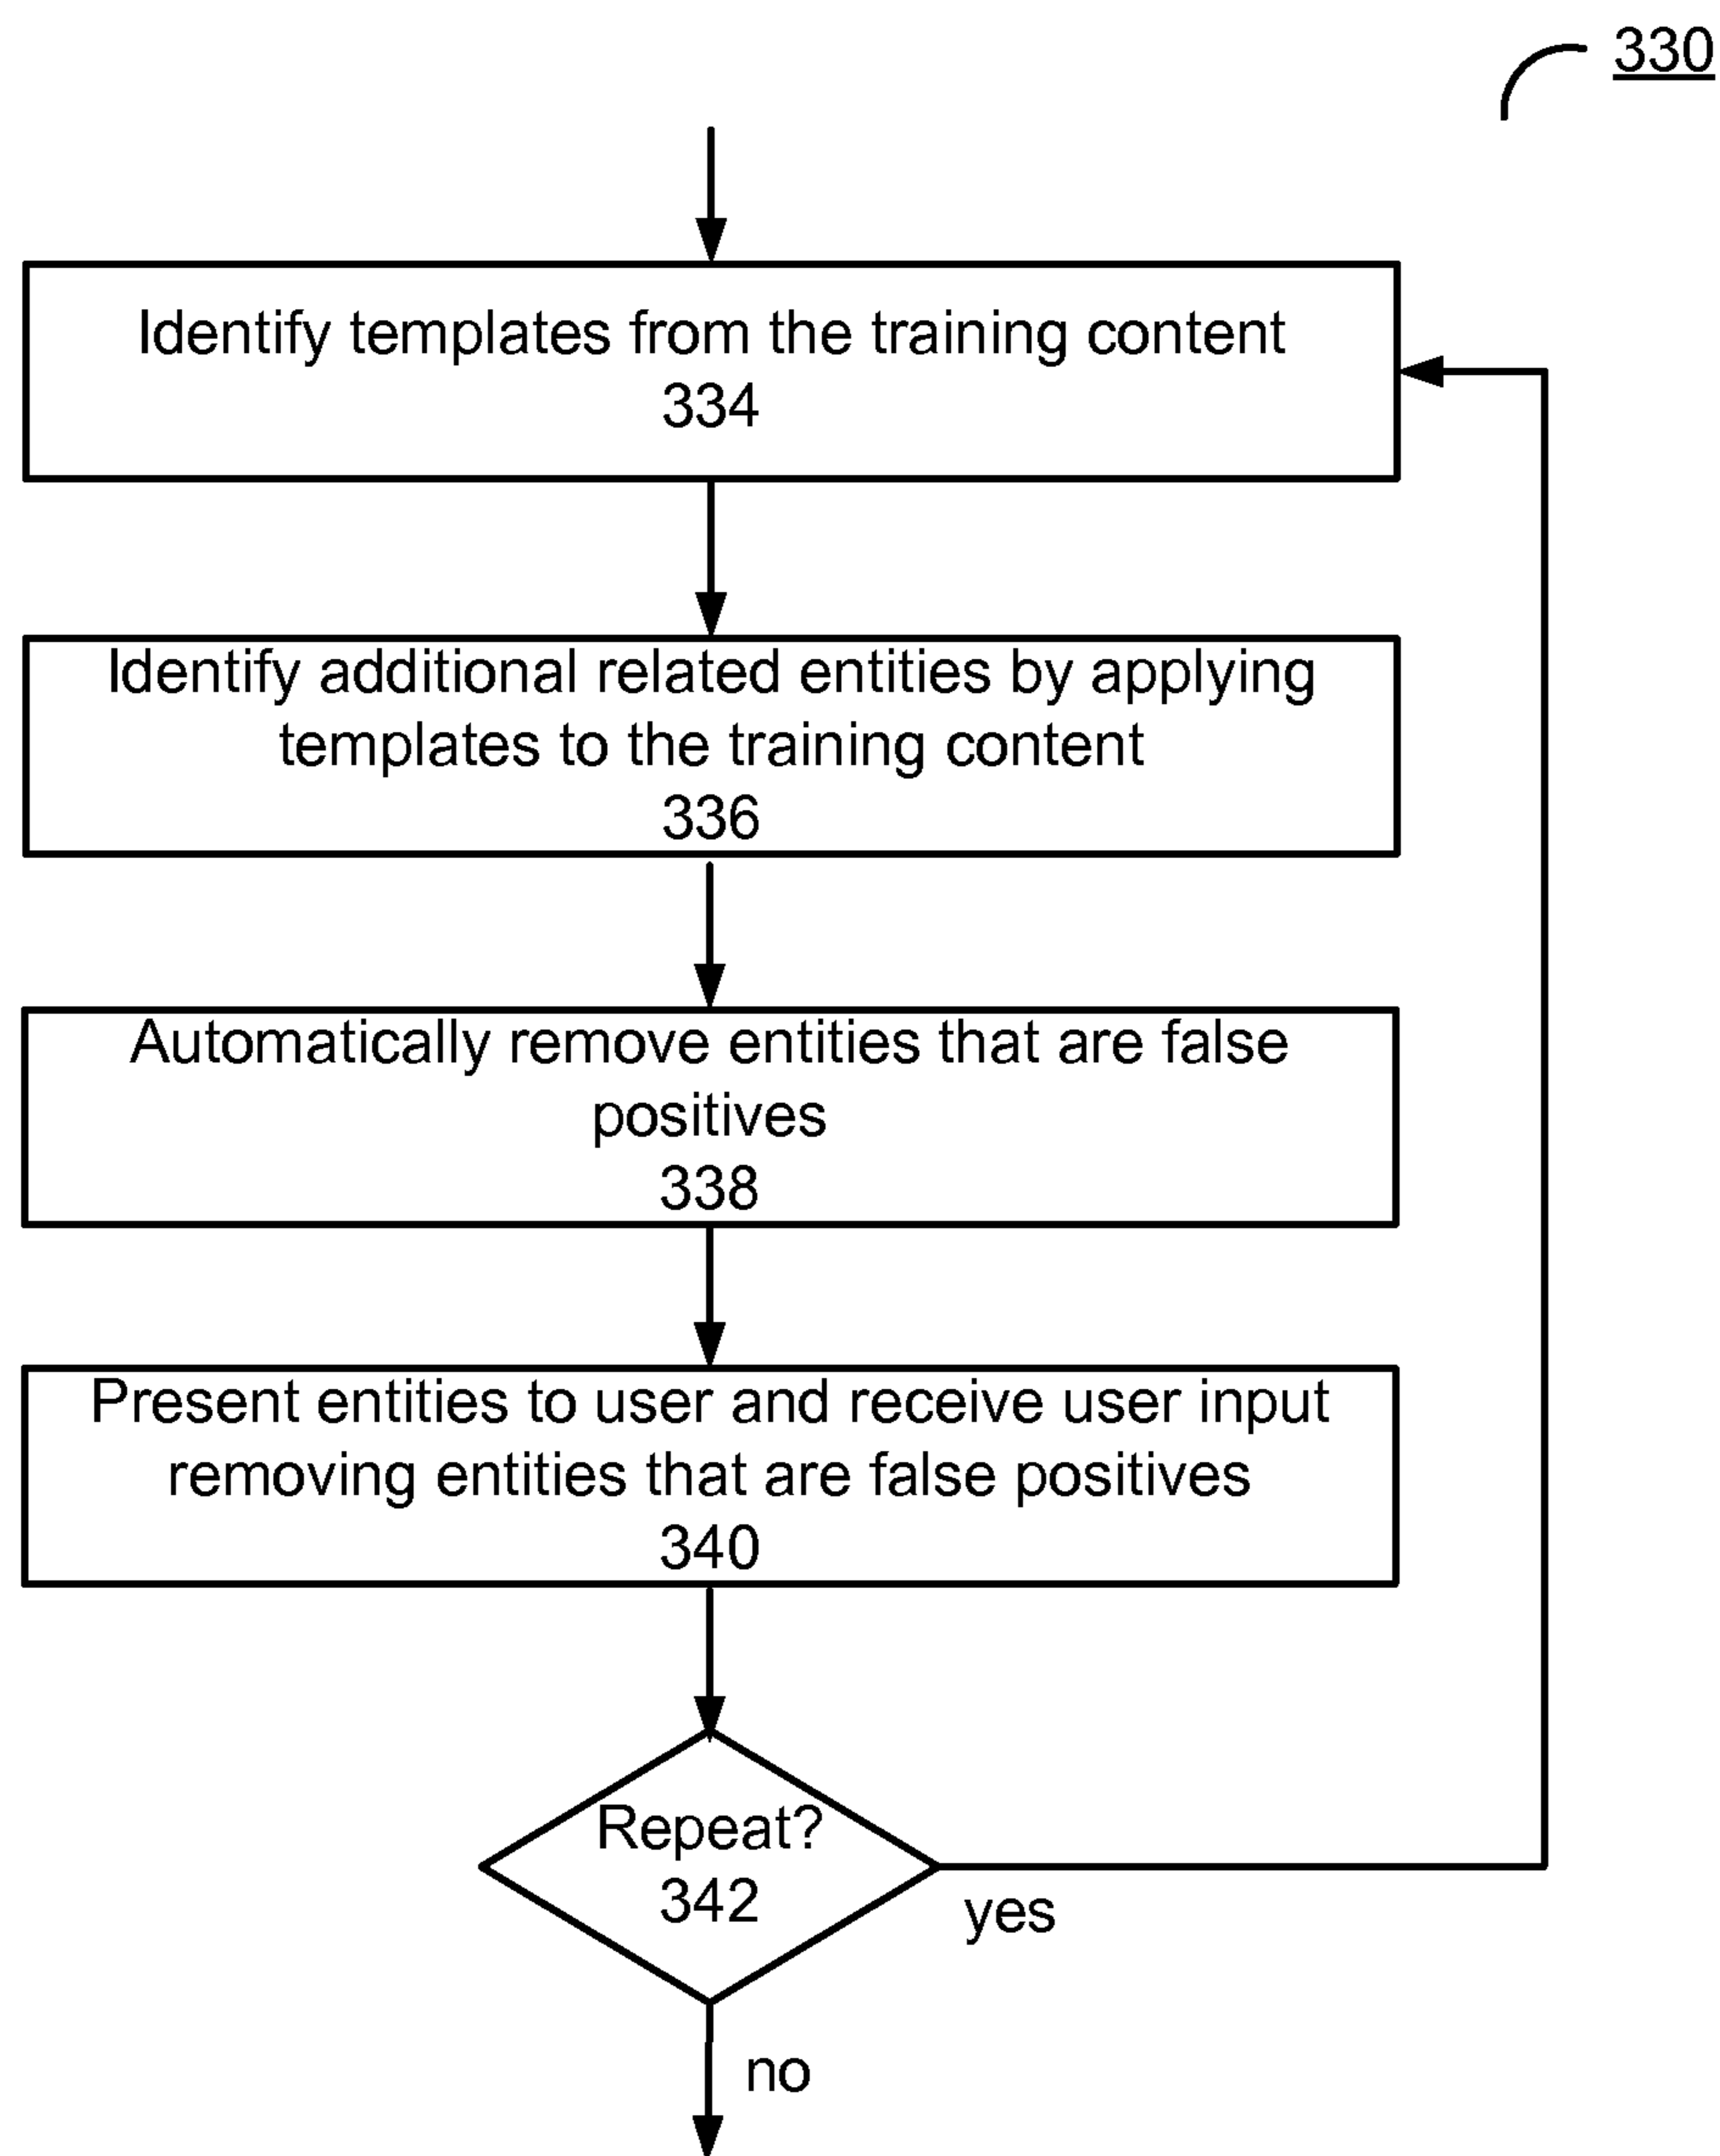 330
Identify templates from the training content
334
Identify additional related entities by applying
templates to the training content
336
Automatically remove entities that are false
positives
338
Present entities to user and receive user input
removing entities that are false positives
340
Repeat?
342
yes
no